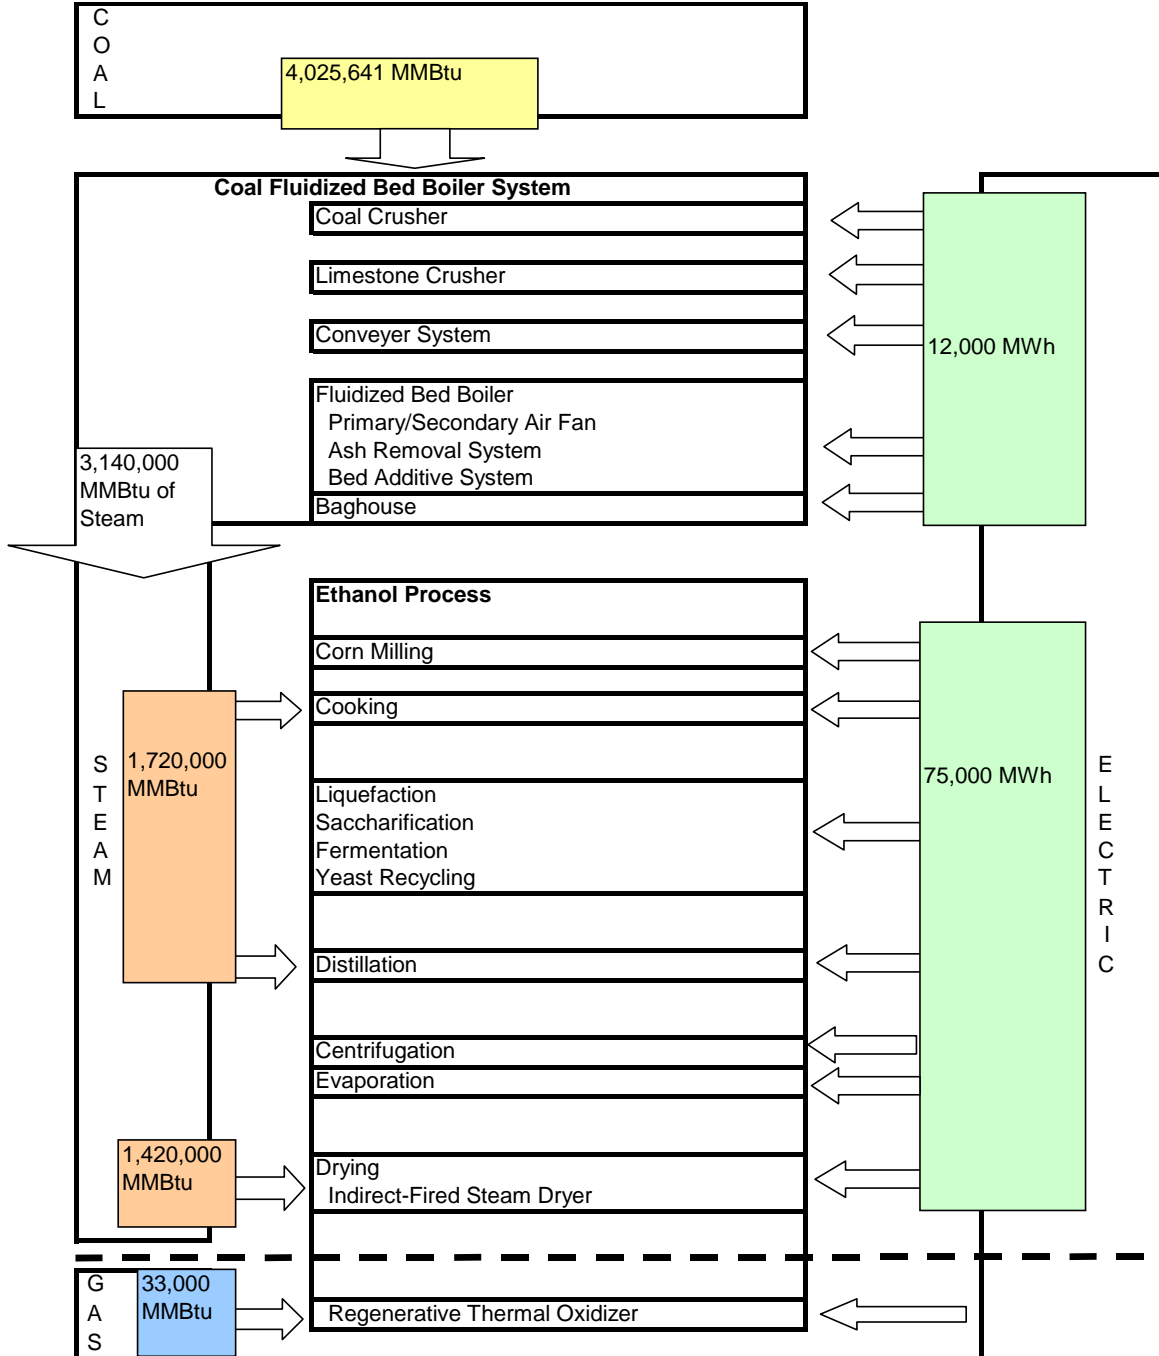 C
O
A
L
4,025,641 MMBtu
Coal Fluidized Bed Boiler System
Coal Crusher
Limestone Crusher
Conveyer System
12,000 MWh
Fluidized Bed Boiler
Primary/Secondary Air Fan
Ash Removal System
Bed Additive System
Baghouse
3,140,000
MMBtu of
Steam
Ethanol Process
Corn Milling
Cooking
S
T
E
A
M
1,720,000
MMBtu
75,000 MWh
E
L
E
C
T
R
I
C
Liquefaction
Saccharification
Fermentation
Yeast Recycling
Distillation
Centrifugation
Evaporation
1,420,000
MMBtu
Drying
Indirect-Fired Steam Dryer
G
A
S
33,000
MMBtu
Regenerative Thermal Oxidizer